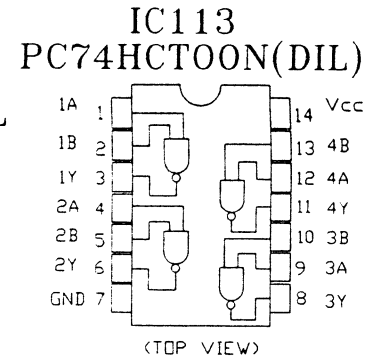 IC113
PC74HCT00N(DIL)
1A 1 14 Vcc
1B 2 13 4B
1Y 3 12 4A
2A 4 11 4Y
2B 5 10 3B
2Y 6 9 3A
GND 7 8 3Y
(TOP VIEW)